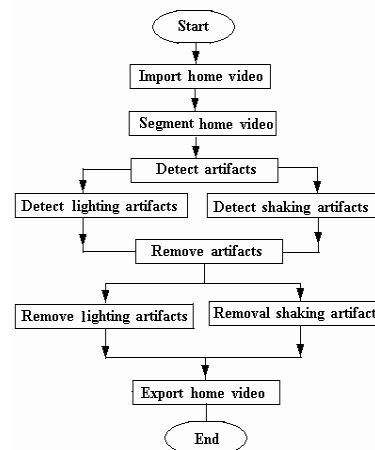 Start
Import home video
Segment home video
Detect artifacts
Detect lighting artifacts
Detect shaking artifacts
Remove artifacts
Remove lighting artifacts
Removal shaking artifact
Export home video
End